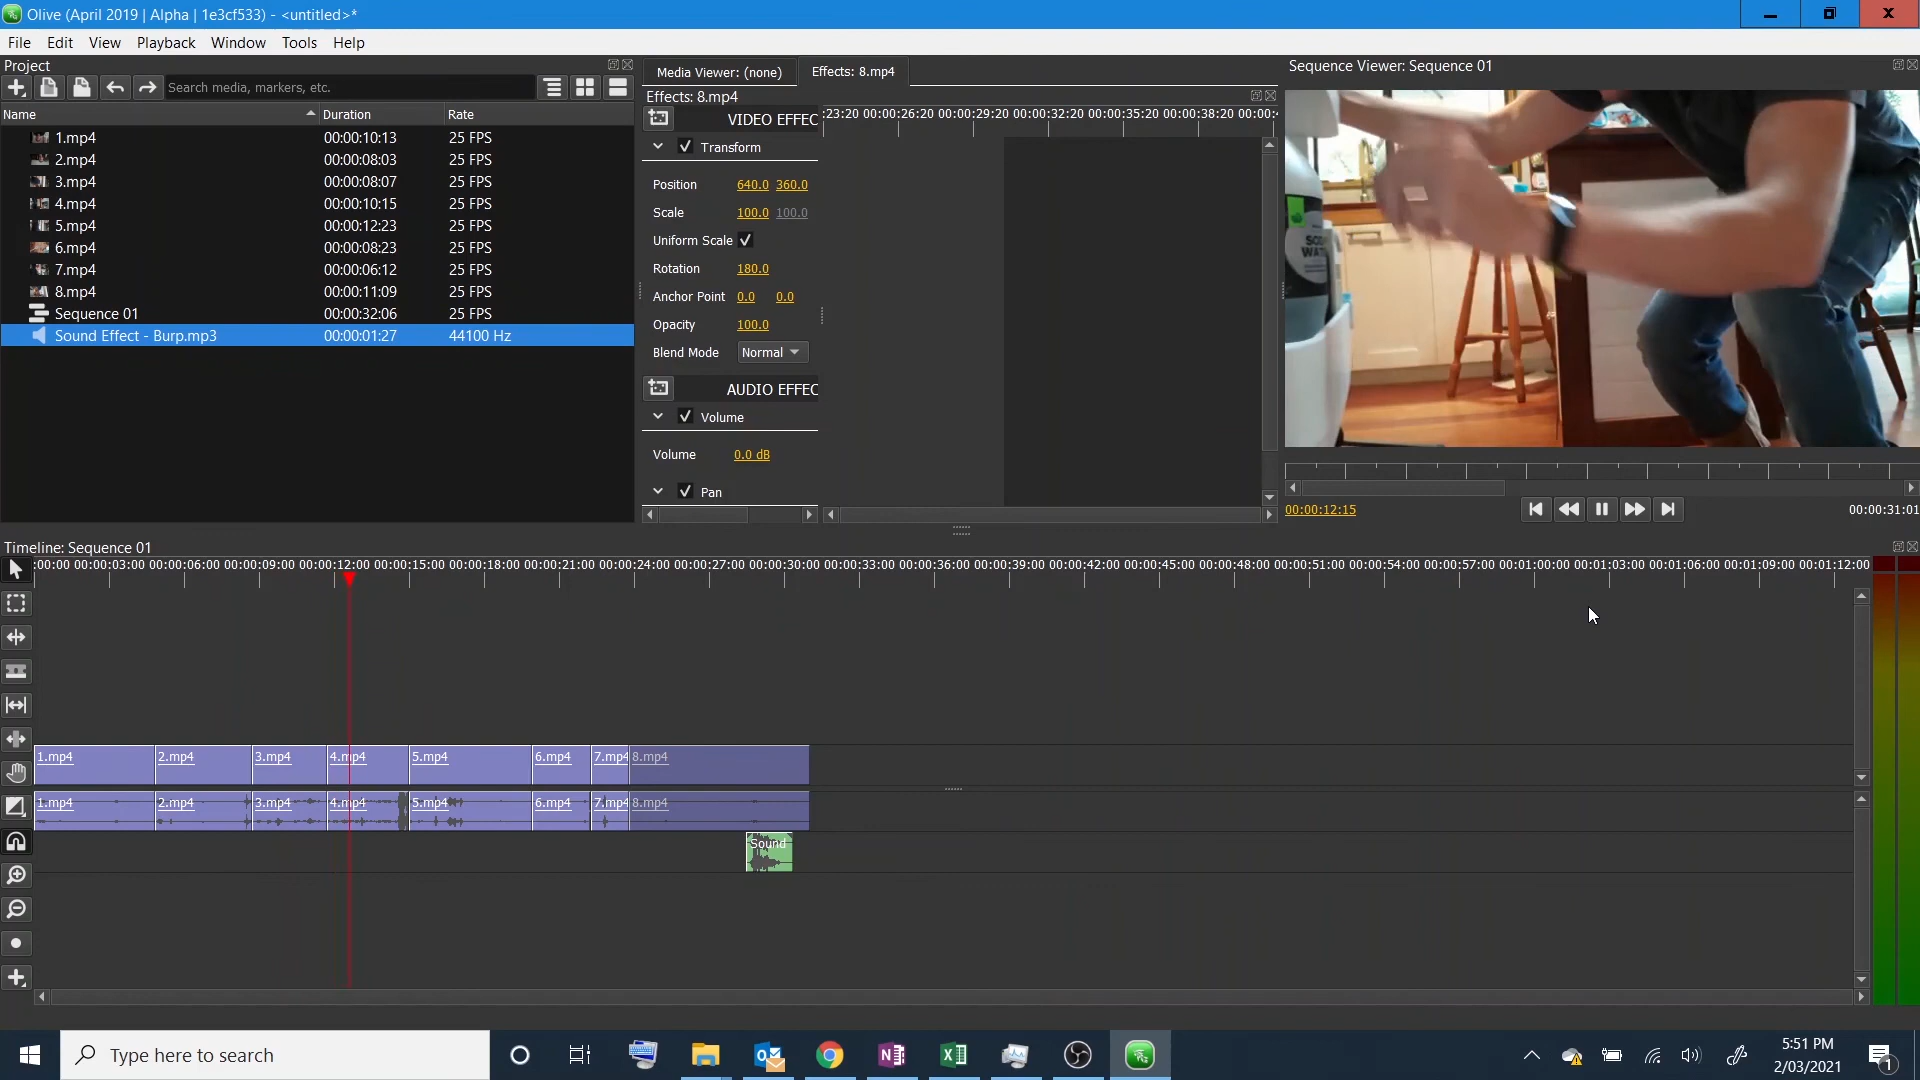 Olive (April 2019 | Alpha | 1e3cf533) - <untitled>*
File Edit View Playback Window Tools Help
Project
Search media, markers, etc.
Name Duration Rate
1.mp4 00:00:10:13 25 FPS
2.mp4 00:00:08:03 25 FPS
3.mp4 00:00:08:07 25 FPS
4.mp4 00:00:10:15 25 FPS
5.mp4 00:00:12:23 25 FPS
6.mp4 00:00:08:23 25 FPS
7.mp4 00:00:06:12 25 FPS
8.mp4 00:00:11:09 25 FPS
Sequence 01 00:00:32:06 25 FPS
Sound Effect - Burp.mp3 00:00:01:27 44100 Hz
Media Viewer: (none) Effects: 8.mp4
Effects: 8.mp4
VIDEO EFFEC
:23:20 00:00:26:20 00:00:29:20 00:00:32:20 00:00:35:20 00:00:38:20 00:00:4
Transform
Position 640.0 360.0
Scale 100.0 100.0
Uniform Scale
Rotation 180.0
Anchor Point 0.0 0.0
Opacity 100.0
Blend Mode Normal
AUDIO EFFEC
Volume
Volume 0.0 dB
Pan
Sequence Viewer: Sequence 01
SODA
WATER
00:00:12:15
00:00:31:01
Timeline: Sequence 01
:00:00 00:00:03:00 00:00:06:00 00:00:09:00 00:00:12:00 00:00:15:00 00:00:18:00 00:00:21:00 00:00:24:00 00:00:27:00 00:00:30:00 00:00:33:00 00:00:36:00 00:00:39:00 00:00:42:00 00:00:45:00 00:00:48:00 00:00:51:00 00:00:54:00 00:00:57:00 00:01:00:00 00:01:03:00 00:01:06:00 00:01:09:00 00:01:12:00
1.mp4 2.mp4 3.mp4 4.mp4 5.mp4 6.mp4 7.mp4 8.mp4
1.mp4 2.mp4 3.mp4 4.mp4 5.mp4 6.mp4 7.mp4 8.mp4
Sound
Type here to search
5:51 PM
2/03/2021
1